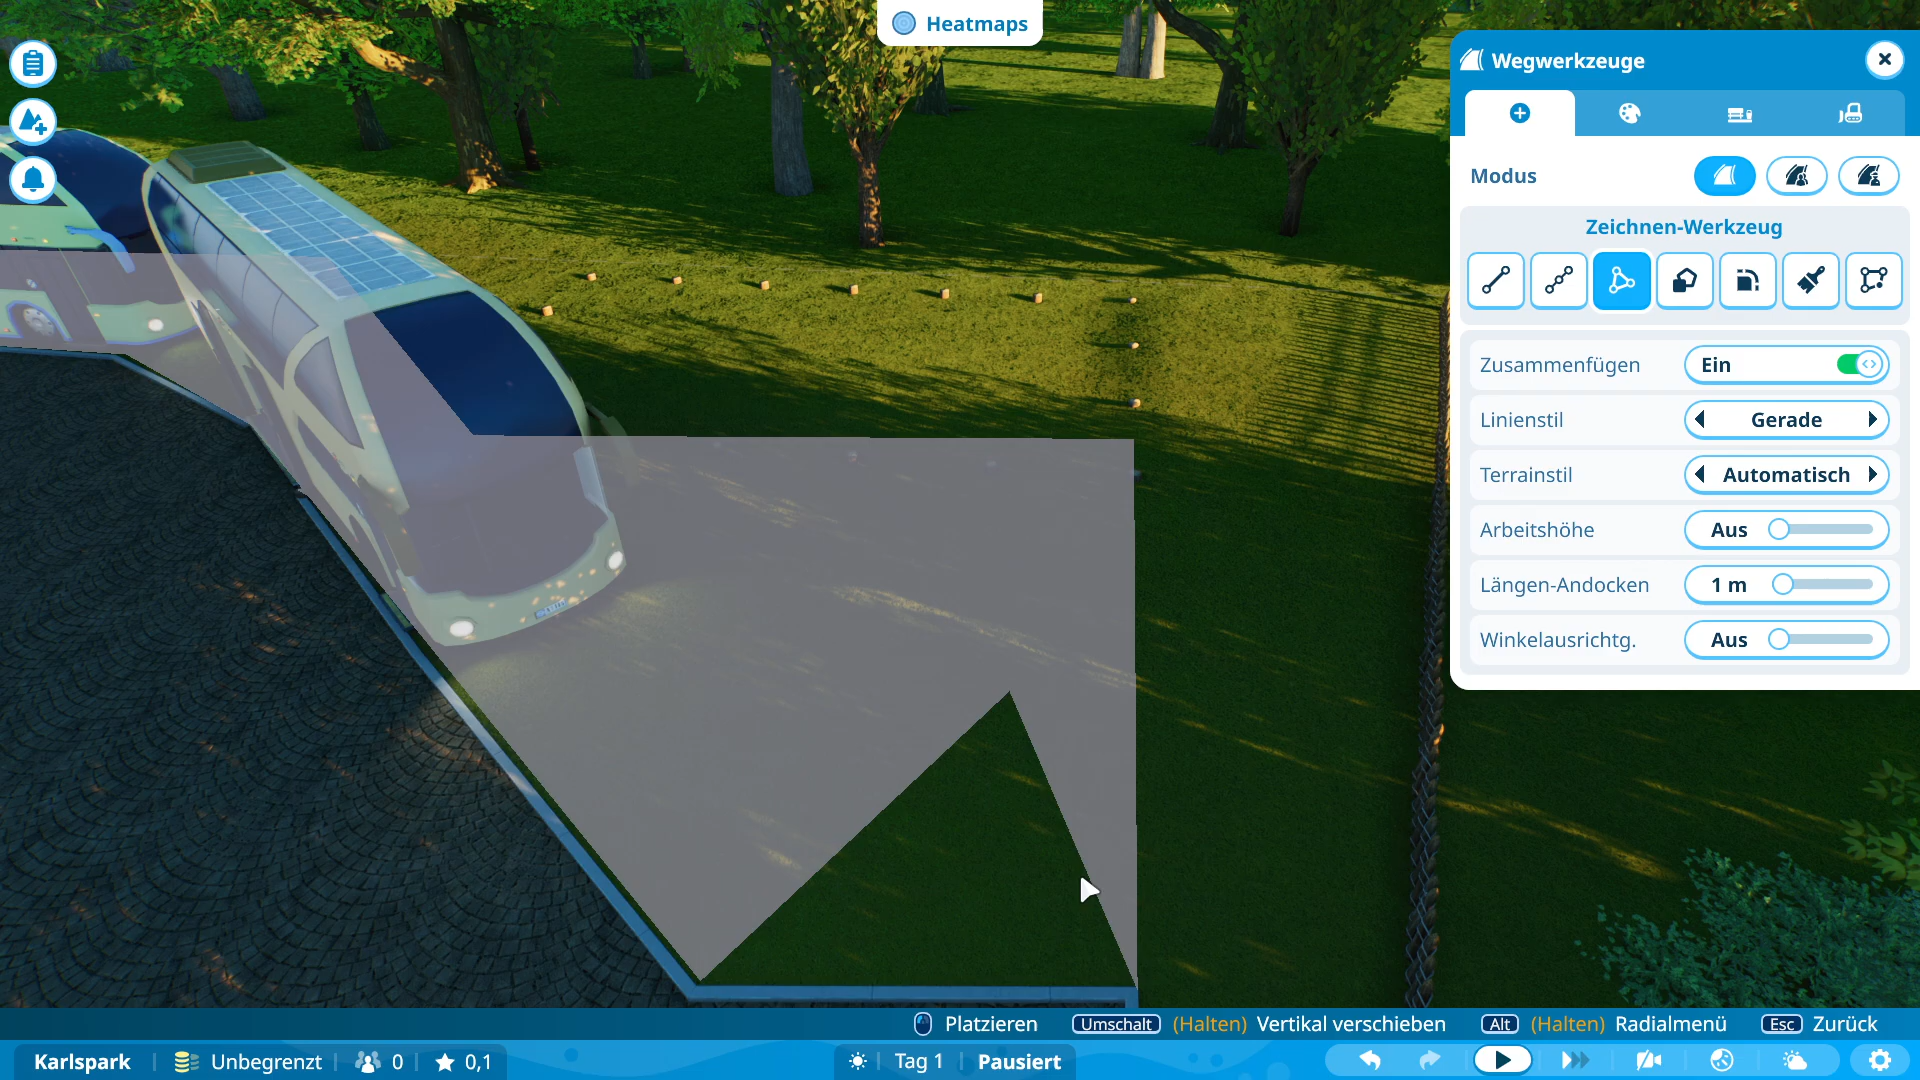 Heatmaps
Wegwerkzeuge
Modus
Zeichnen-Werkzeug
Zusammenfügen Ein
Linienstil Gerade
Terrainstil Automatisch
Arbeitshöhe Aus
Längen-Andocken 1 m
Winkelausrichtg. Aus
Platzieren Umschalt (Halten) Vertikal verschieben Alt (Halten) Radialmenü Esc Zurück
Karlspark Unbegrenzt 0 0,1 Tag 1 Pausiert